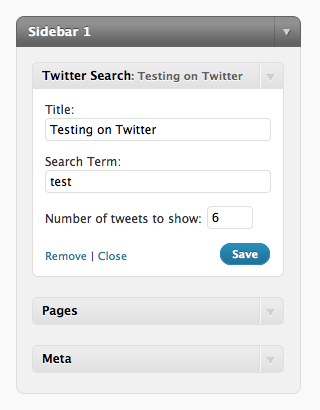 Sidebar 1
Twitter Search: Testing on Twitter
Title:
Testing on Twitter
Search Term:
test
Number of tweets to show: 6
Remove | Close Save
Pages
Meta